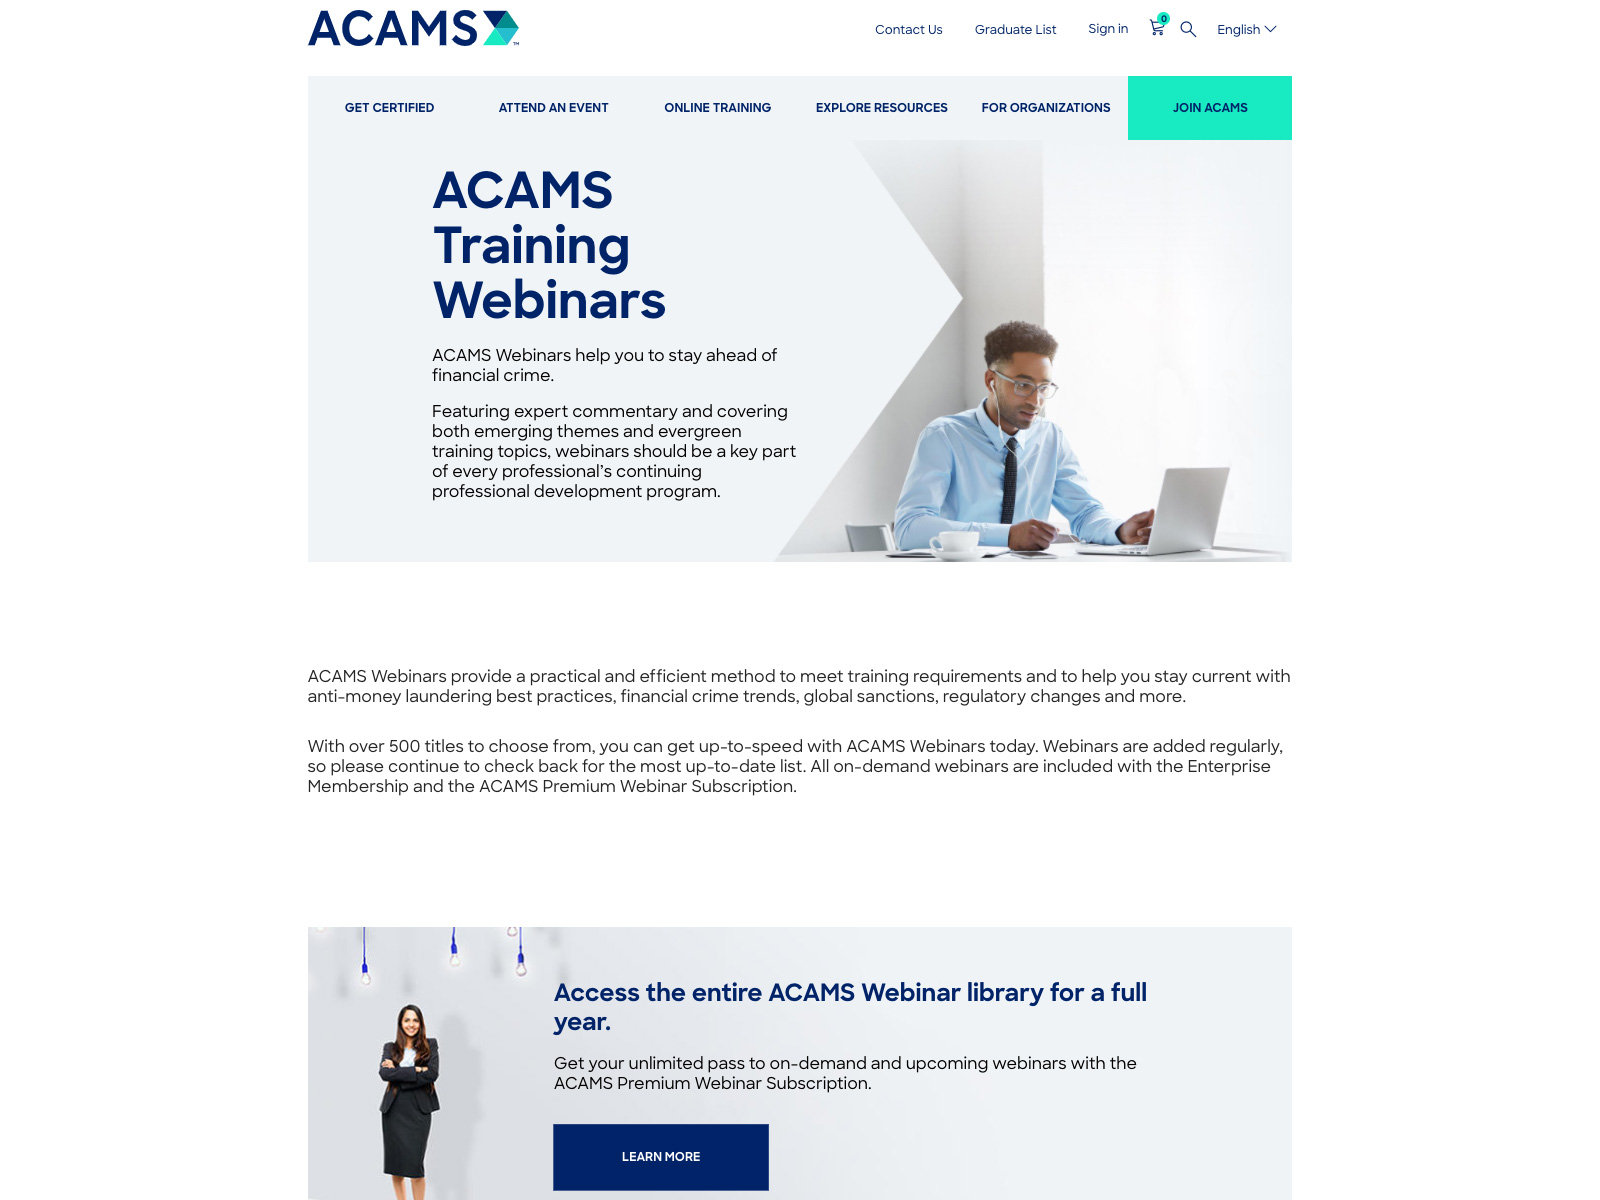 ACAMS™
Contact Us
Graduate List
Sign in
0
English
GET CERTIFIED
ATTEND AN EVENT
ONLINE TRAINING
EXPLORE RESOURCES
FOR ORGANIZATIONS
JOIN ACAMS
ACAMS
Training
Webinars
ACAMS Webinars help you to stay ahead of
financial crime.
Featuring expert commentary and covering
both emerging themes and evergreen
training topics, webinars should be a key part
of every professional’s continuing
professional development program.
ACAMS Webinars provide a practical and efficient method to meet training requirements and to help you stay current with
anti-money laundering best practices, financial crime trends, global sanctions, regulatory changes and more.
With over 500 titles to choose from, you can get up-to-speed with ACAMS Webinars today. Webinars are added regularly,
so please continue to check back for the most up-to-date list. All on-demand webinars are included with the Enterprise
Membership and the ACAMS Premium Webinar Subscription.
Access the entire ACAMS Webinar library for a full
year.
Get your unlimited pass to on-demand and upcoming webinars with the
ACAMS Premium Webinar Subscription.
LEARN MORE